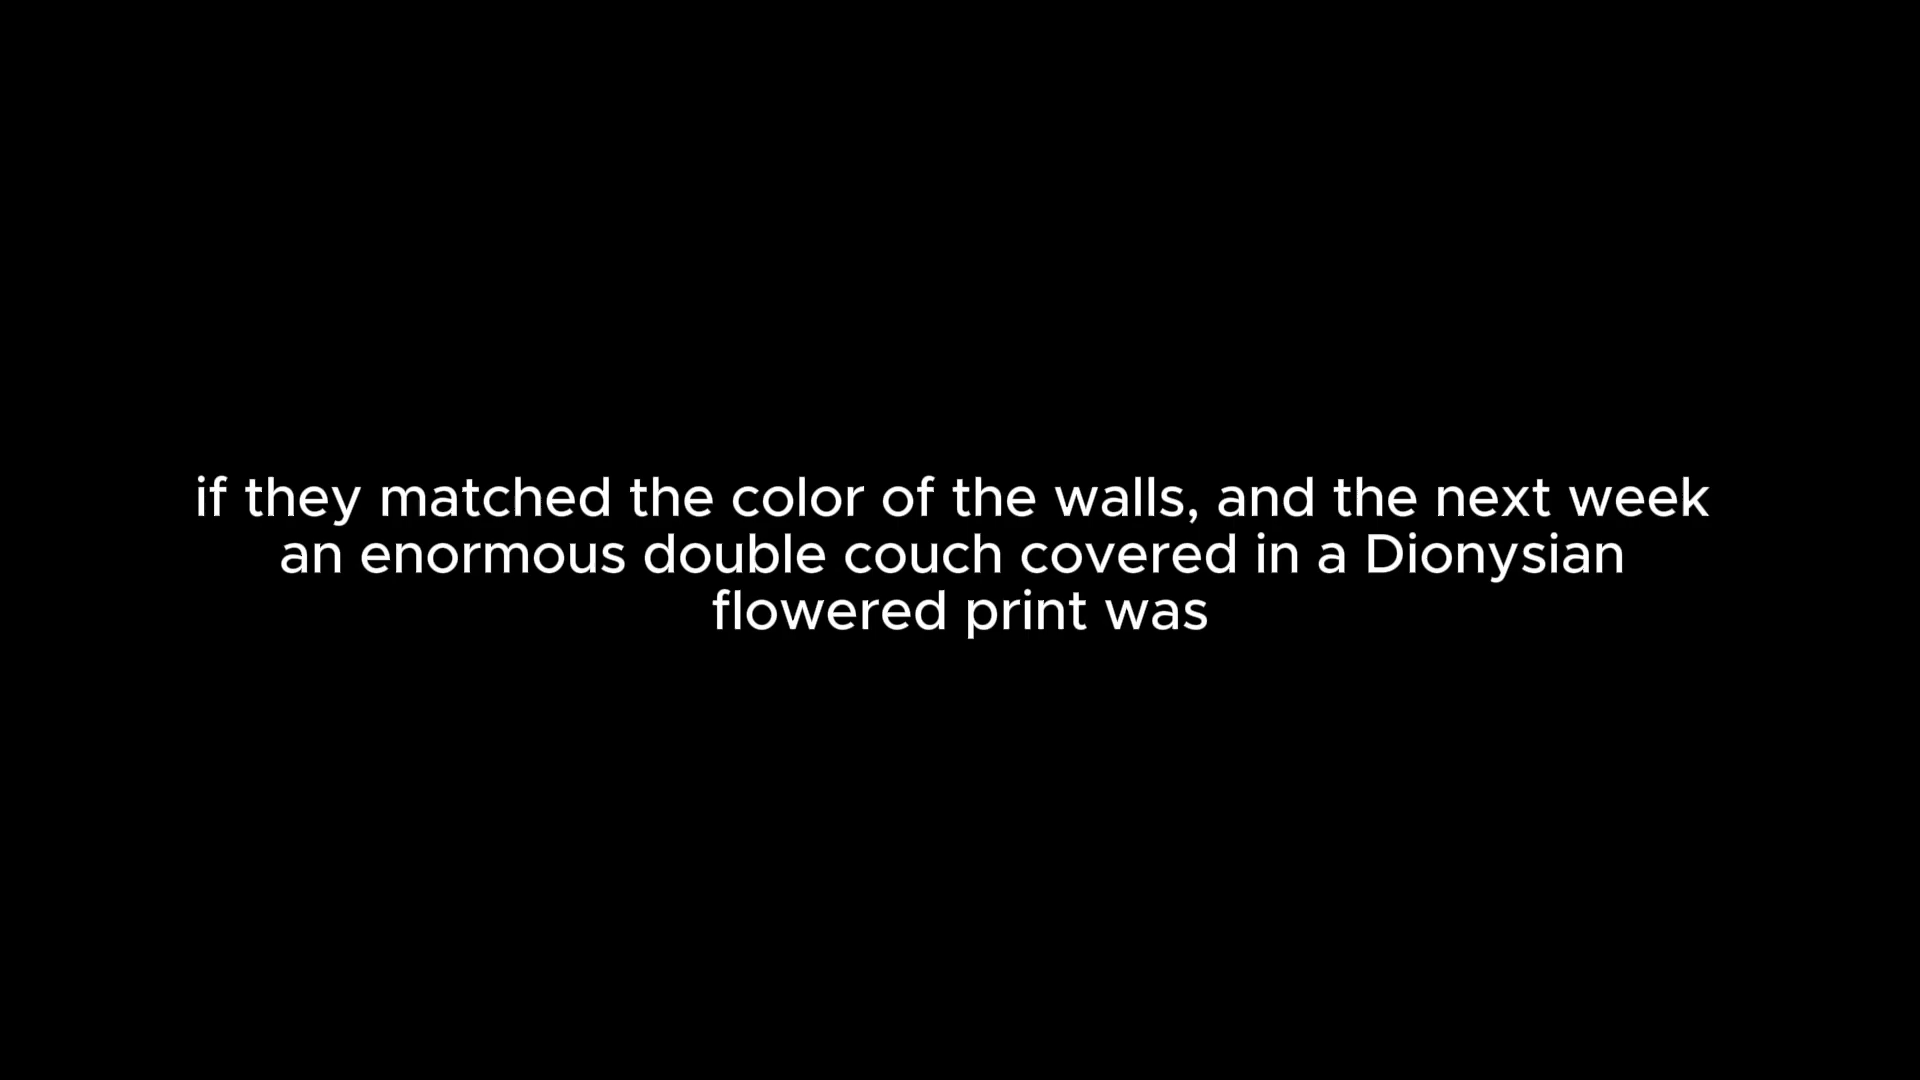 if they matched the color of the walls, and the next week
an enormous double couch covered in a Dionysian
flowered print was